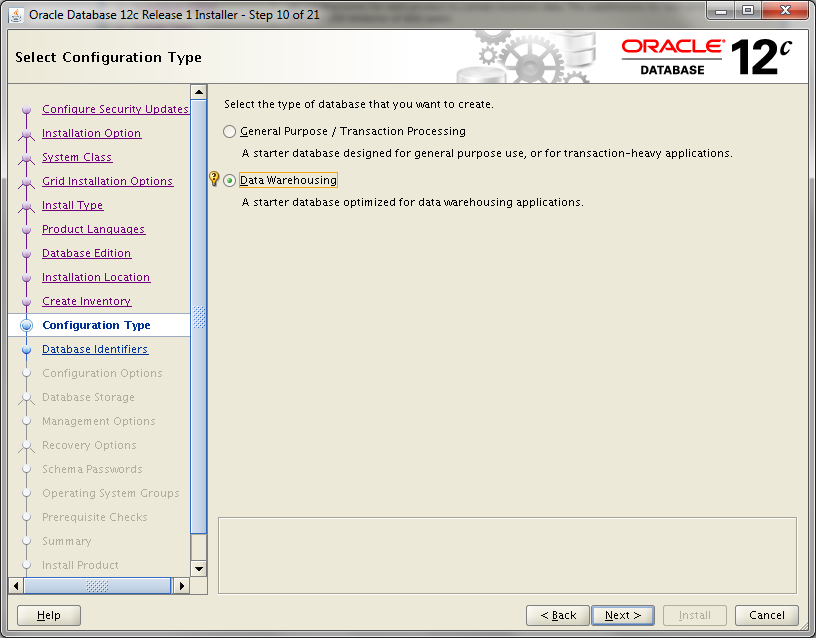 Oracle Database 12c Release 1 Installer - Step 10 of 21
Select Configuration Type
ORACLE
DATABASE
12c
Configure Security Updates
Installation Option
System Class
Grid Installation Options
Install Type
Product Languages
Database Edition
Installation Location
Create Inventory
Configuration Type
Database Identifiers
Configuration Options
Database Storage
Management Options
Recovery Options
Schema Passwords
Operating System Groups
Prerequisite Checks
Summary
Install Product
Select the type of database that you want to create.
General Purpose / Transaction Processing
A starter database designed for general purpose use, or for transaction-heavy applications.
Data Warehousing
A starter database optimized for data warehousing applications.
Help
< Back
Next >
Install
Cancel